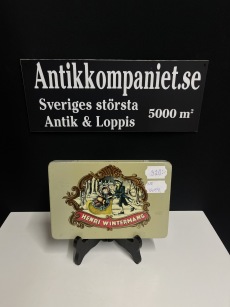 Antikkompaniet.se
Sveriges största
Antik & Loppis
5000 m²
HENRI WINTERMANS